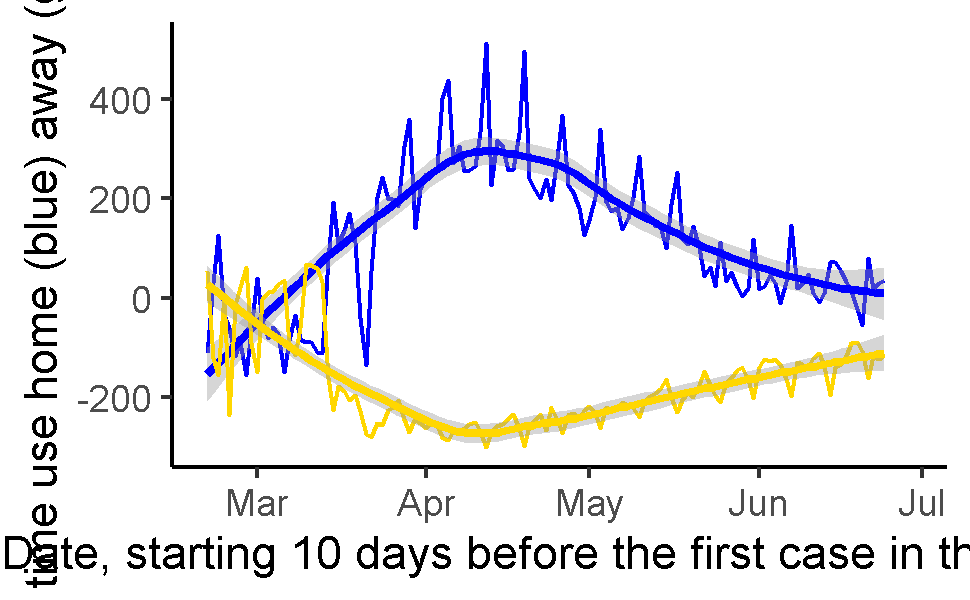 time use home (blue) away (
400
200
0
-200
Mar Apr May Jun Jul
Date, starting 10 days before the first case in th